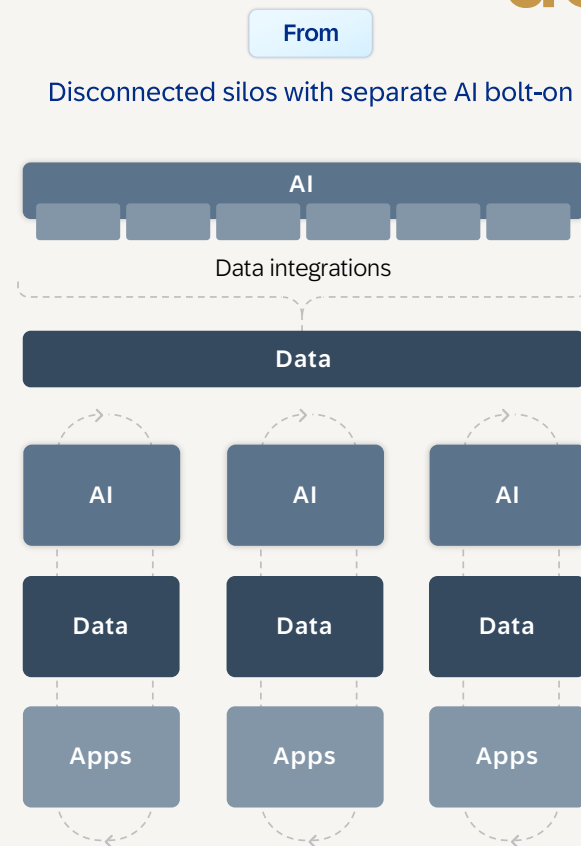 From
Disconnected silos with separate AI bolt-on
AI
Data integrations
Data
AI AI AI
Data Data Data
Apps Apps Apps